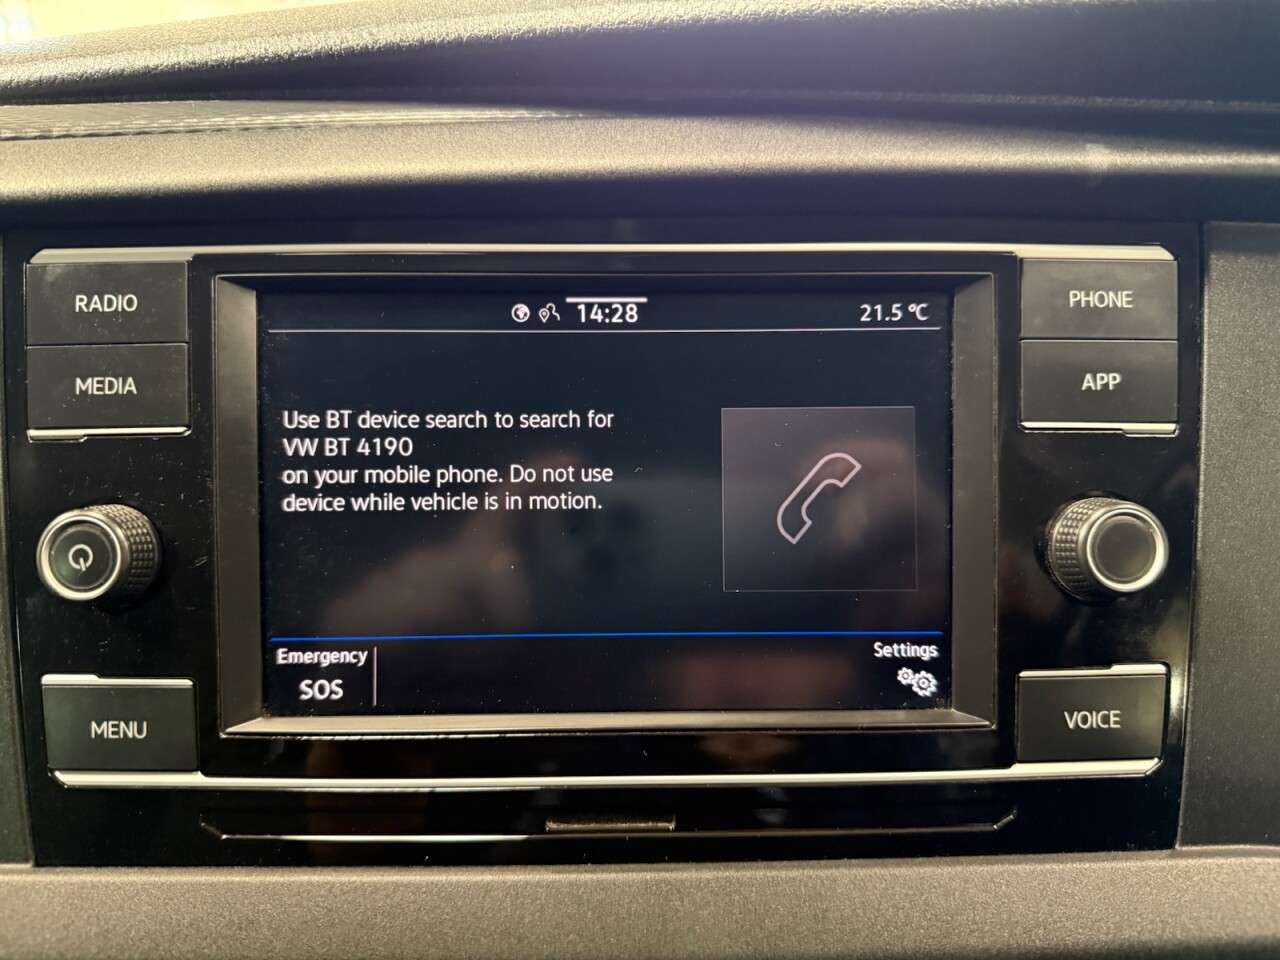 RADIO
MEDIA
MENU
14:28
21.5 °C
Use BT device search to search for
VW BT 4190
on your mobile phone. Do not use
device while vehicle is in motion.
Emergency
SOS
Settings
PHONE
APP
VOICE